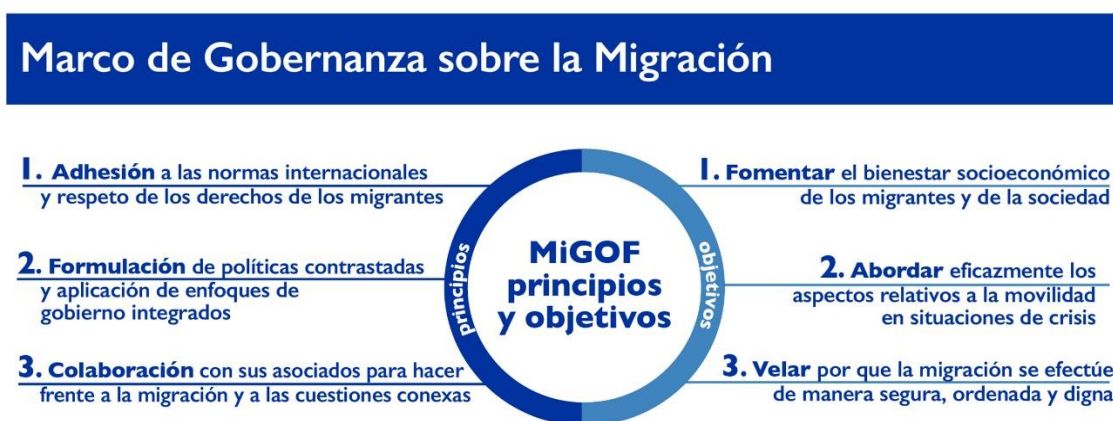 Marco de Gobernanza sobre la Migración
1. Adhesión a las normas internacionales
y respeto de los derechos de los migrantes
2. Formulación de políticas contrastadas
y aplicación de enfoques de
gobierno integrados
3. Colaboración con sus asociados para hacer
frente a la migración y a las cuestiones conexas
principios
MiGOF
principios
y objetivos
objetivos
1. Fomentar el bienestar socioeconómico
de los migrantes y de la sociedad
2. Abordar eficazmente los
aspectos relativos a la movilidad
en situaciones de crisis
3. Velar por que la migración se efectúe
de manera segura, ordenada y digna